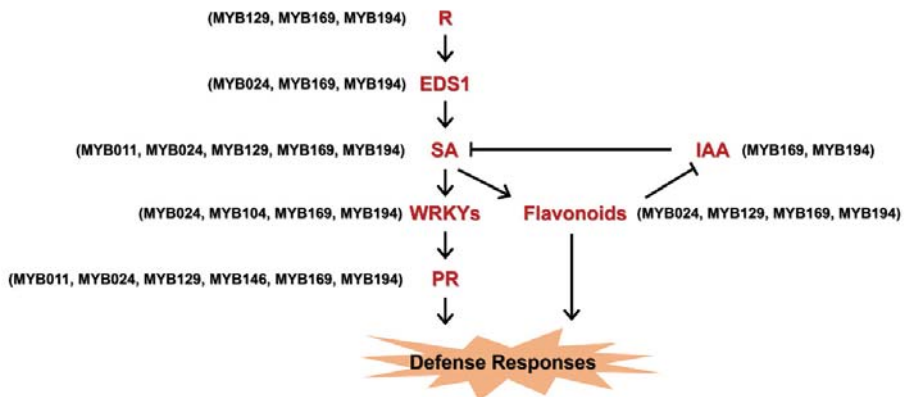 (MYB129, MYB169, MYB194) R
(MYB024, MYB169, MYB194) EDS1
(MYB011, MYB024, MYB129, MYB169, MYB194) SA IAA (MYB169, MYB194)
(MYB024, MYB104, MYB169, MYB194) WRKYs Flavonoids (MYB024, MYB129, MYB169, MYB194)
(MYB011, MYB024, MYB129, MYB146, MYB169, MYB194) PR
Defense Responses